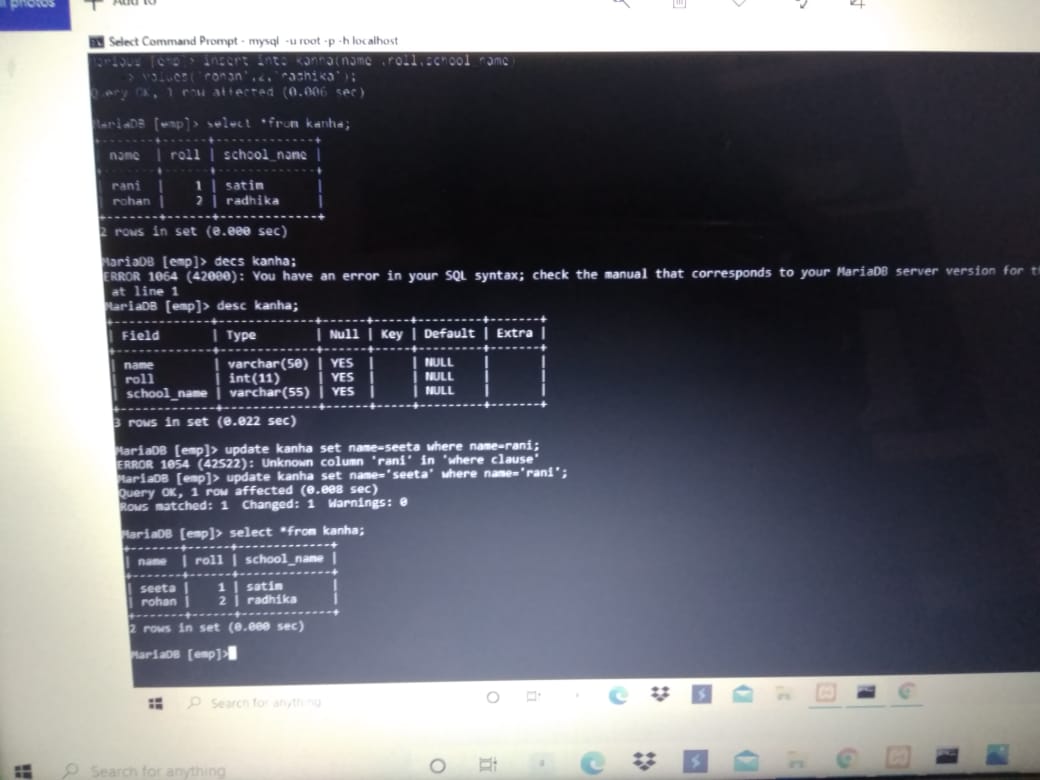 photos
Add to
Select Command Prompt - mysql -u root -p -h localhost
MariaDB [emp]> insert into kanha(name ,roll,school_name)
-> values('rohan',2,'radhika');
Query OK, 1 row affected (0.006 sec)
MariaDB [emp]> select *from kanha;
| name | roll | school_name |
| rani | 1 | satim |
| rohan | 2 | radhika |
2 rows in set (0.000 sec)
MariaDB [emp]> decs kanha;
ERROR 1064 (42000): You have an error in your SQL syntax; check the manual that corresponds to your MariaDB server version for
at line 1
MariaDB [emp]> desc kanha;
| Field | Type | Null | Key | Default | Extra |
| name | varchar(50) | YES | | NULL | |
| roll | int(11) | YES | | NULL | |
| school_name | varchar(55) | YES | | NULL | |
3 rows in set (0.022 sec)
MariaDB [emp]> update kanha set name=seeta where name=rani;
ERROR 1054 (42S22): Unknown column 'rani' in 'where clause'
MariaDB [emp]> update kanha set name='seeta' where name='rani';
Query OK, 1 row affected (0.008 sec)
Rows matched: 1 Changed: 1 Warnings: 0
MariaDB [emp]> select *from kanha;
| name | roll | school_name |
| seeta | 1 | satim |
| rohan | 2 | radhika |
2 rows in set (0.000 sec)
MariaDB [emp]>
Search for anything
Search for anything